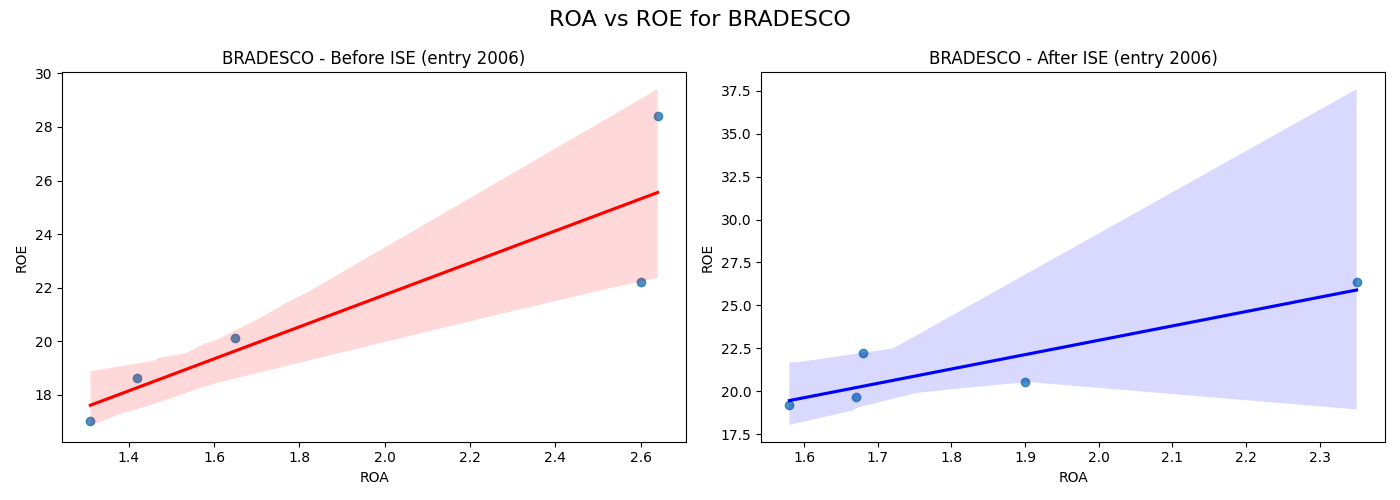 ROA vs ROE for BRADESCO
BRADESCO - Before ISE (entry 2006)
30
28
26
24
22
20
18
ROE
1.4 1.6 1.8 2.0 2.2 2.4 2.6
ROA
BRADESCO - After ISE (entry 2006)
37.5
35.0
32.5
30.0
27.5
25.0
22.5
20.0
17.5
ROE
1.6 1.7 1.8 1.9 2.0 2.1 2.2 2.3
ROA